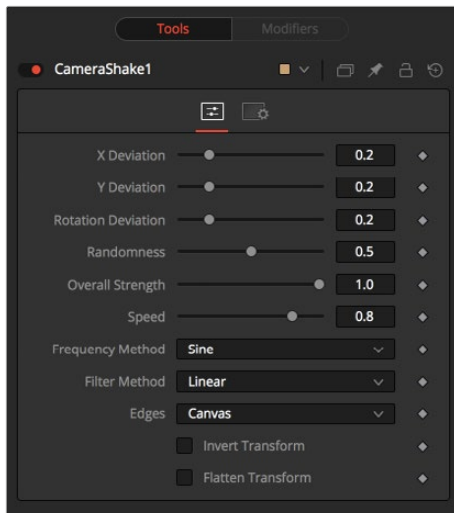 Tools Modifiers
CameraShake1
X Deviation 0.2
Y Deviation 0.2
Rotation Deviation 0.2
Randomness 0.5
Overall Strength 1.0
Speed 0.8
Frequency Method Sine
Filter Method Linear
Edges Canvas
Invert Transform
Flatten Transform